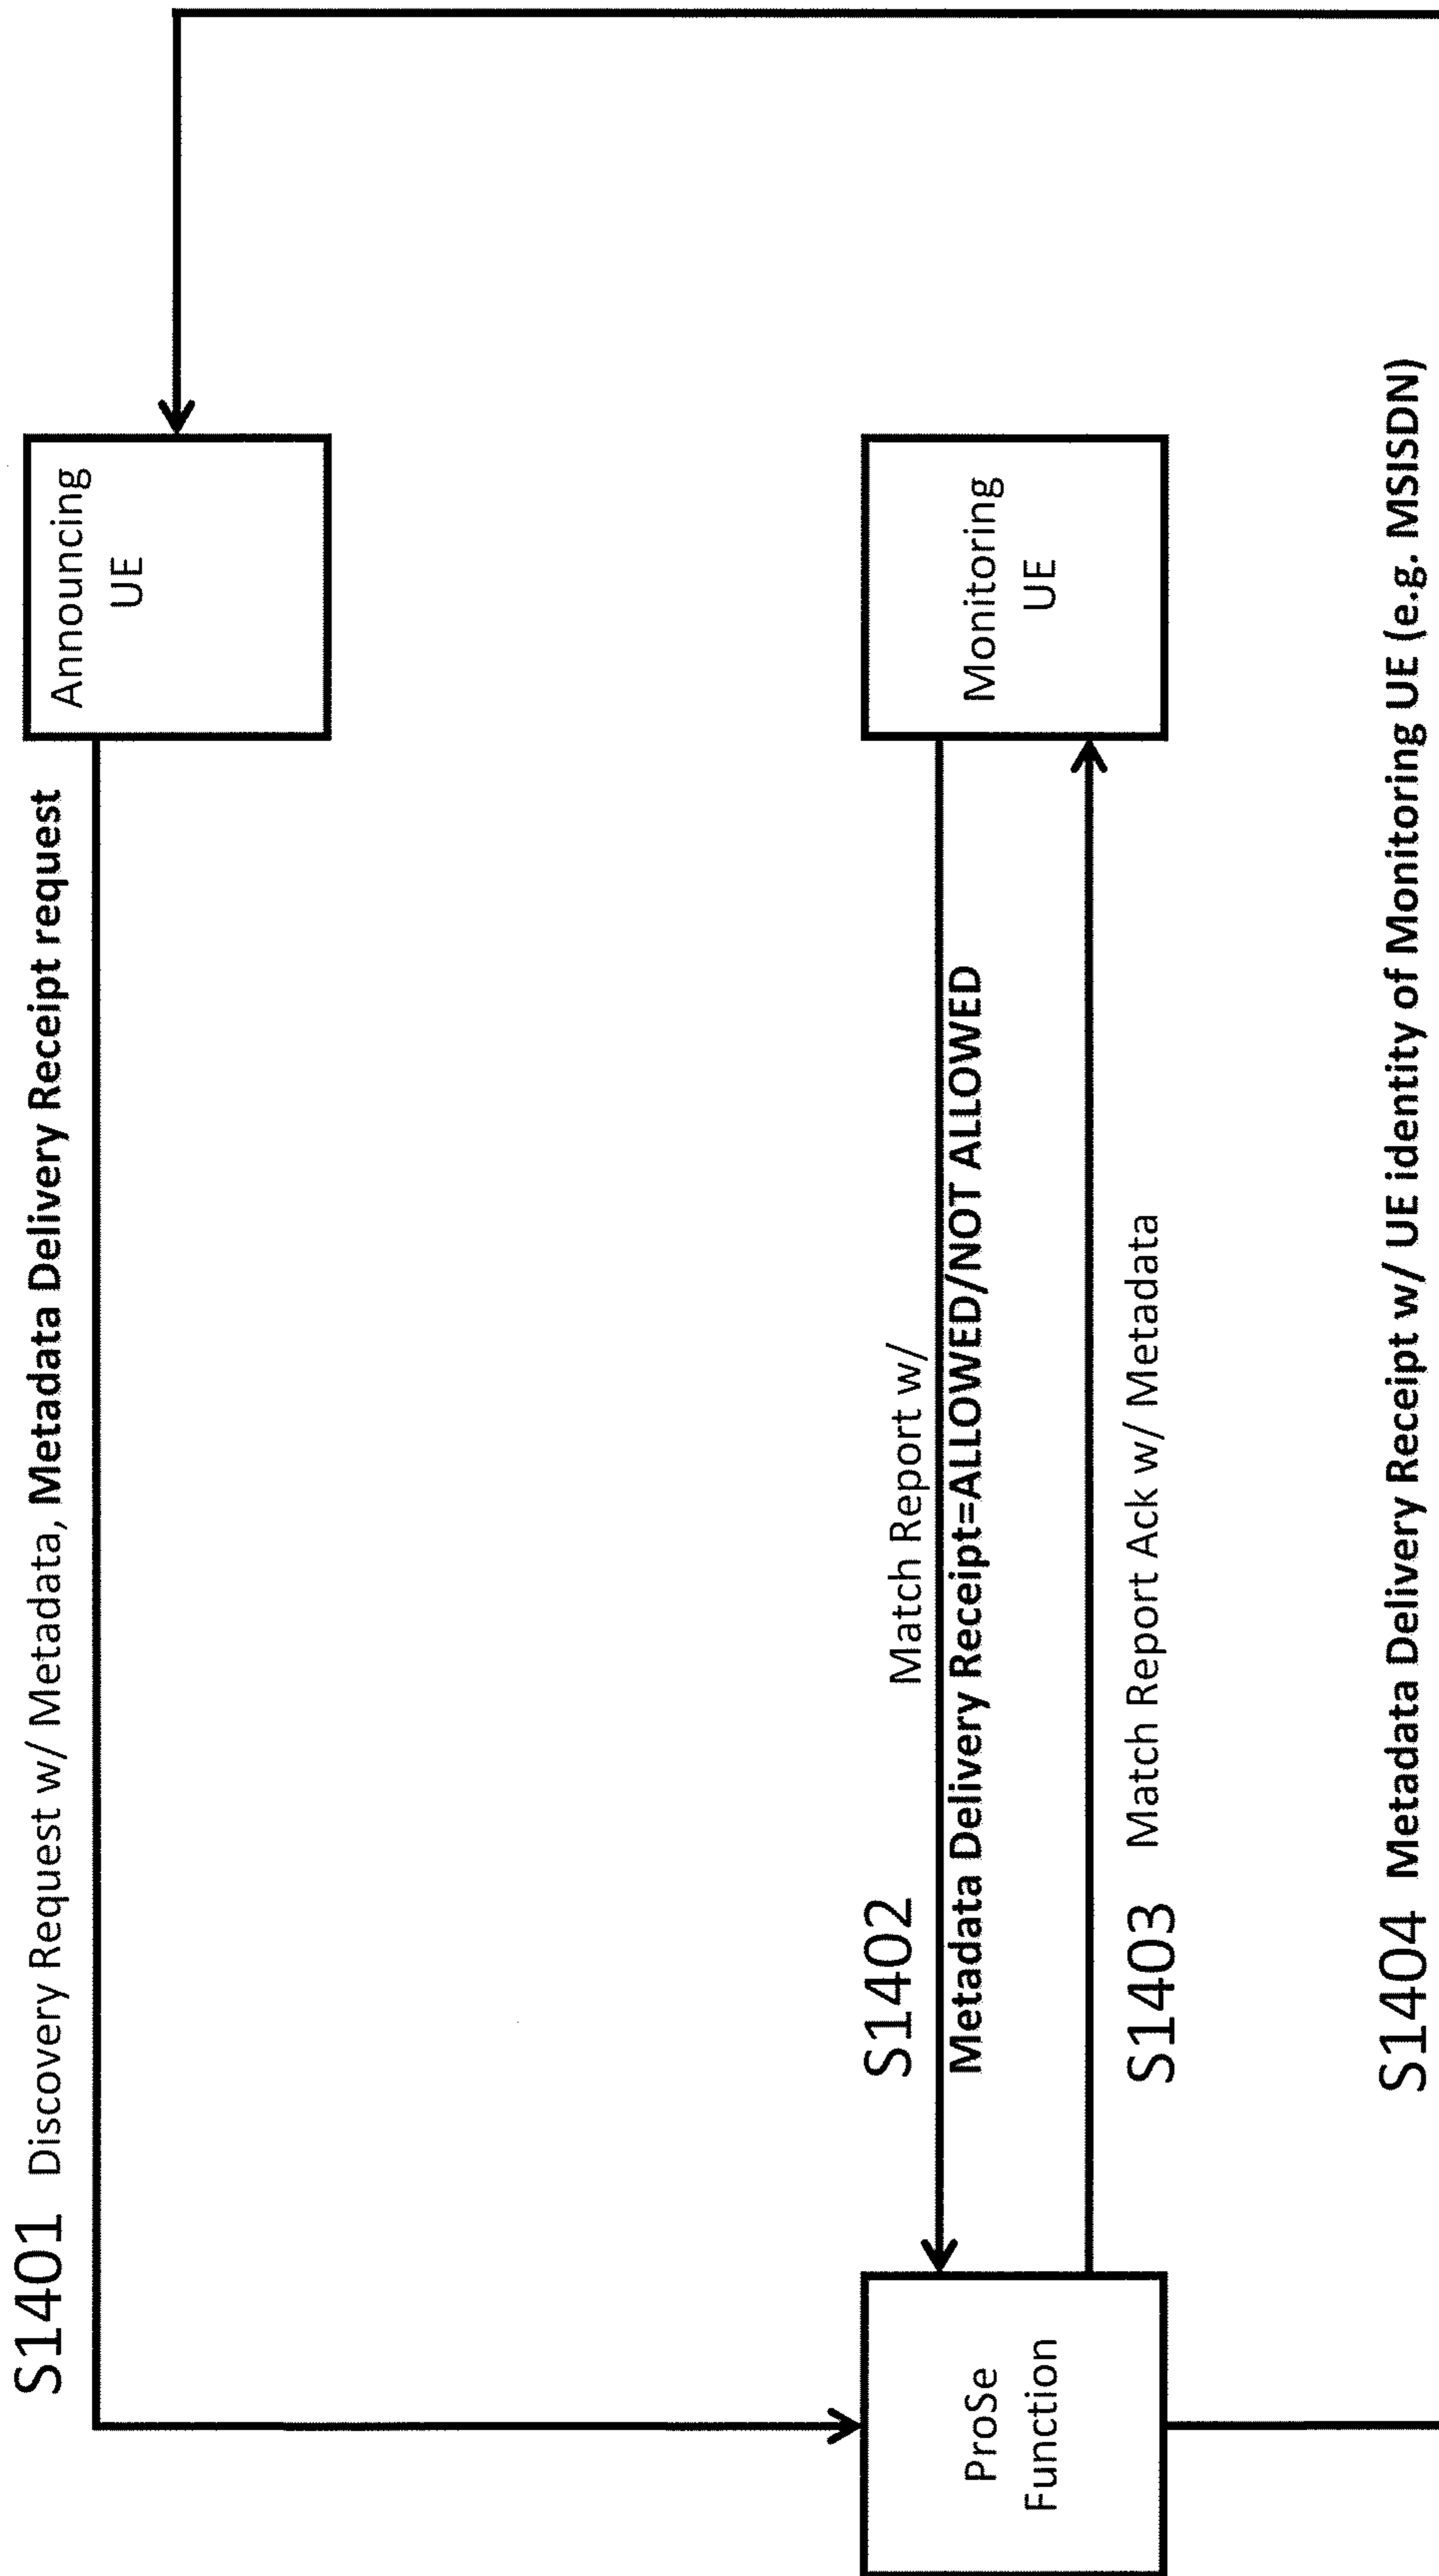 S1401 Discovery Request w/ Metadata, Metadata Delivery Receipt request
Announcing
UE
Match Report w/
S1402
Metadata Delivery Receipt=ALLOWED/NOT ALLOWED
S1403 Match Report Ack w/ Metadata
ProSe
Function
Monitoring
UE
S1404 Metadata Delivery Receipt w/ UE identity of Monitoring UE (e.g. MSISDN)